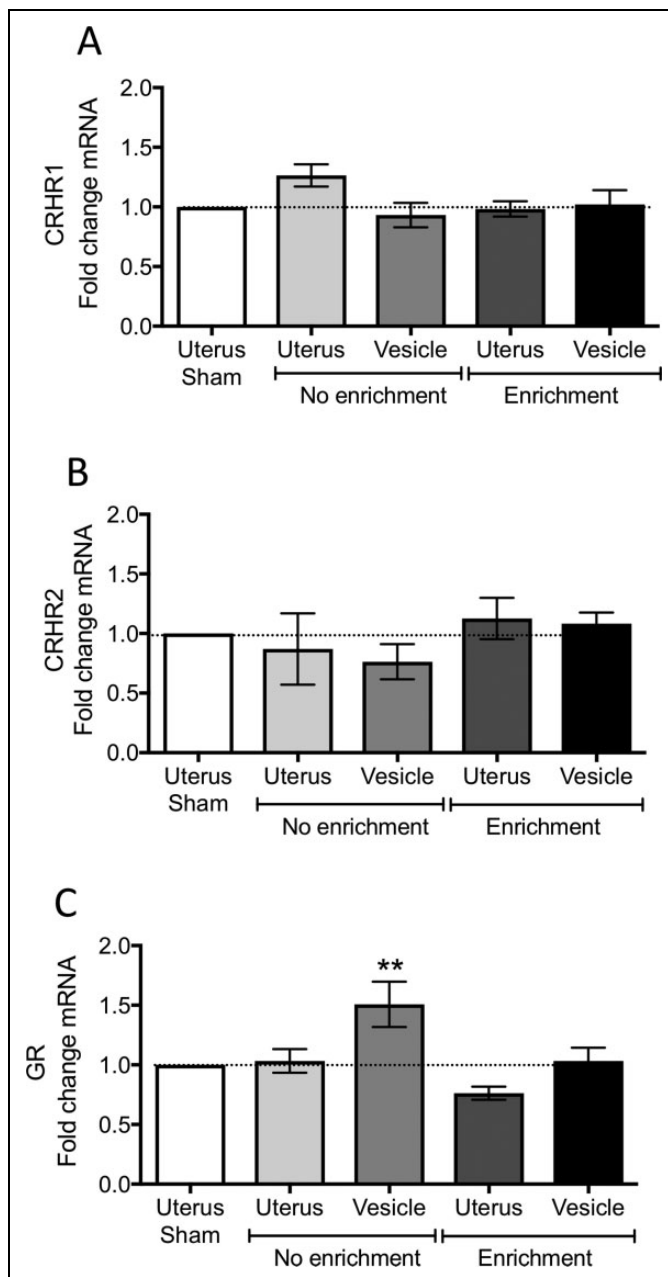 A
CRHR1
Fold change mRNA
2.0
1.5
1.0
0.5
0.0
Uterus Sham
Uterus
Vesicle
Uterus
Vesicle
No enrichment
Enrichment
B
CRHR2
Fold change mRNA
2.0
1.5
1.0
0.5
0.0
Uterus Sham
Uterus
Vesicle
Uterus
Vesicle
No enrichment
Enrichment
C
GR
Fold change mRNA
2.0
1.5
1.0
0.5
0.0
**
Uterus Sham
Uterus
Vesicle
Uterus
Vesicle
No enrichment
Enrichment